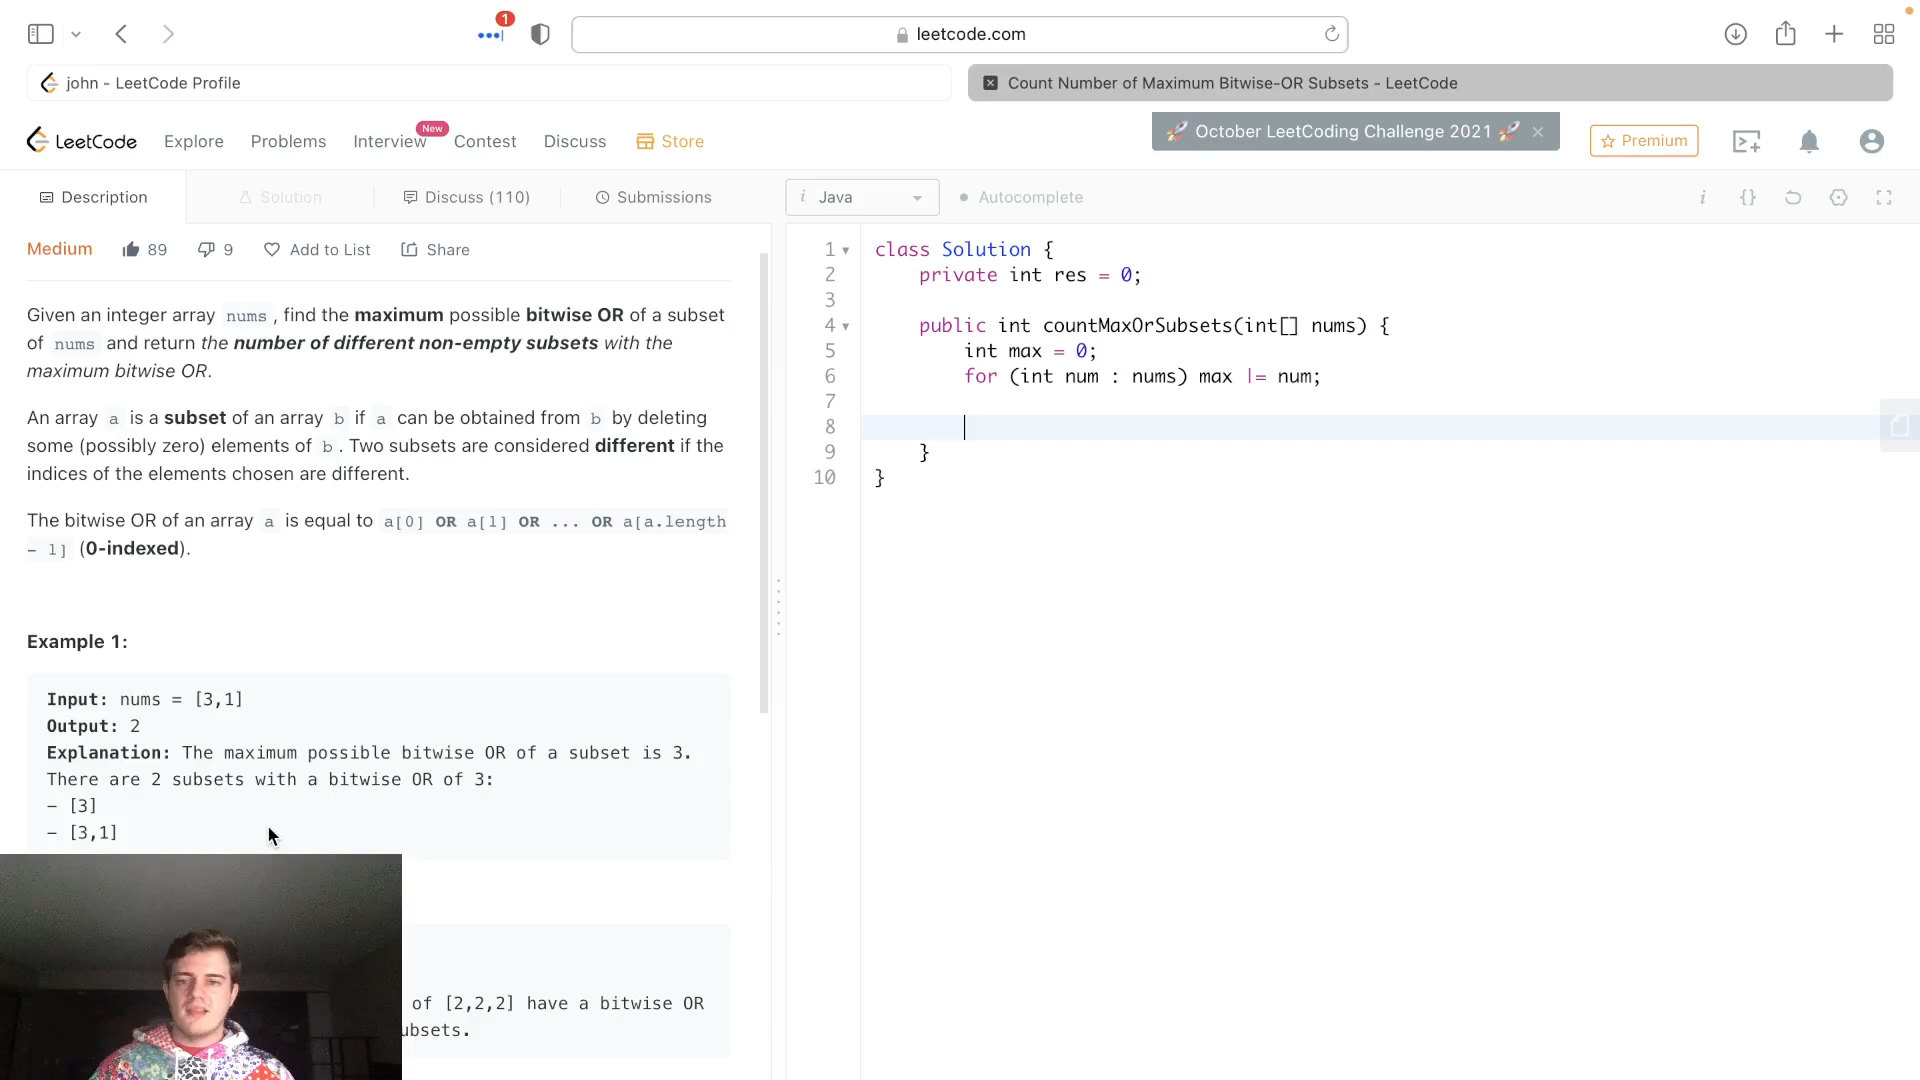 1
leetcode.com
john - LeetCode Profile
Count Number of Maximum Bitwise-OR Subsets - LeetCode
LeetCode
Explore
Problems
Interview
New
Contest
Discuss
Store
🚀 October LeetCoding Challenge 2021 🚀 ×
Premium
Description
Solution
Discuss (110)
Submissions
i Java
Autocomplete
i {}
Medium
89
9
Add to List
Share
Given an integer array nums, find the maximum possible bitwise OR of a subset
of nums and return the number of different non-empty subsets with the
maximum bitwise OR.
An array a is a subset of an array b if a can be obtained from b by deleting
some (possibly zero) elements of b. Two subsets are considered different if the
indices of the elements chosen are different.
The bitwise OR of an array a is equal to a[0] OR a[1] OR ... OR a[a.length
- 1] (0-indexed).
Example 1:
Input: nums = [3,1]
Output: 2
Explanation: The maximum possible bitwise OR of a subset is 3.
There are 2 subsets with a bitwise OR of 3:
- [3]
- [3,1]
of [2,2,2] have a bitwise OR
ubsets.
1 class Solution {
2 private int res = 0;
3
4 public int countMaxOrSubsets(int[] nums) {
5 int max = 0;
6 for (int num : nums) max |= num;
7
8
9 }
10 }